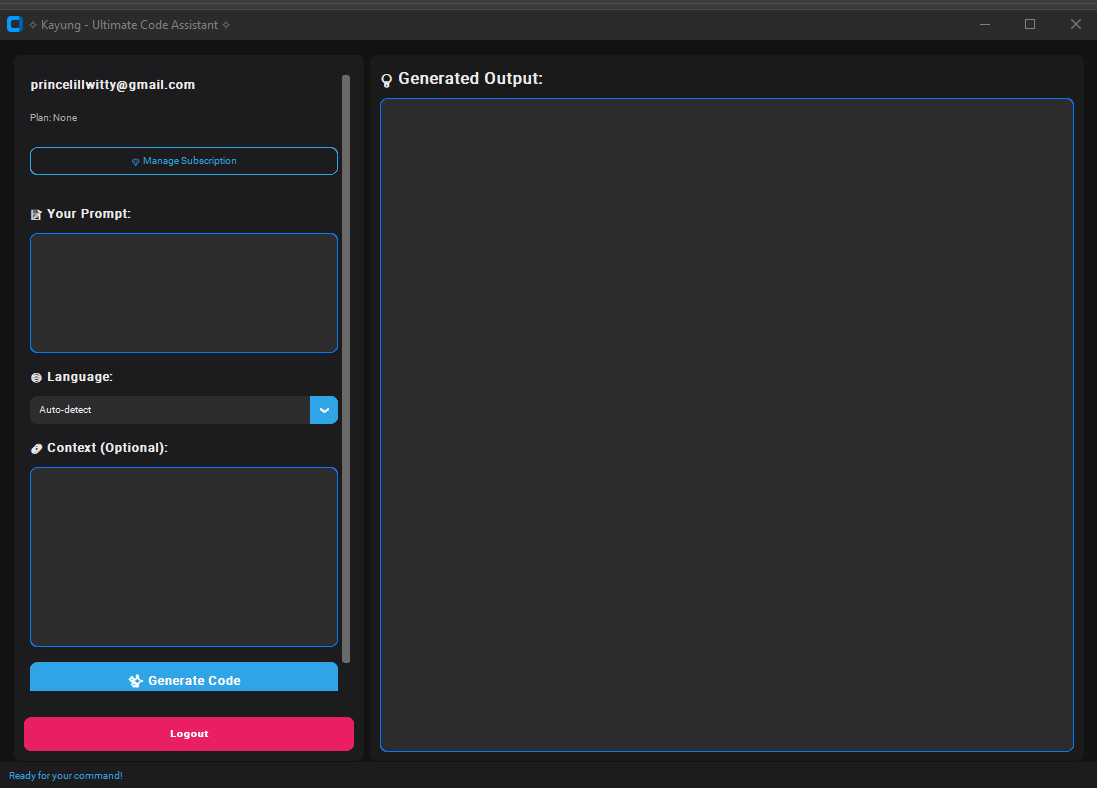 ✧ Kayung - Ultimate Code Assistant ✧
princelillwitty@gmail.com
Plan: None
Manage Subscription
Your Prompt:
Language:
Auto-detect
Context (Optional):
Generate Code
Logout
Generated Output:
Ready for your command!